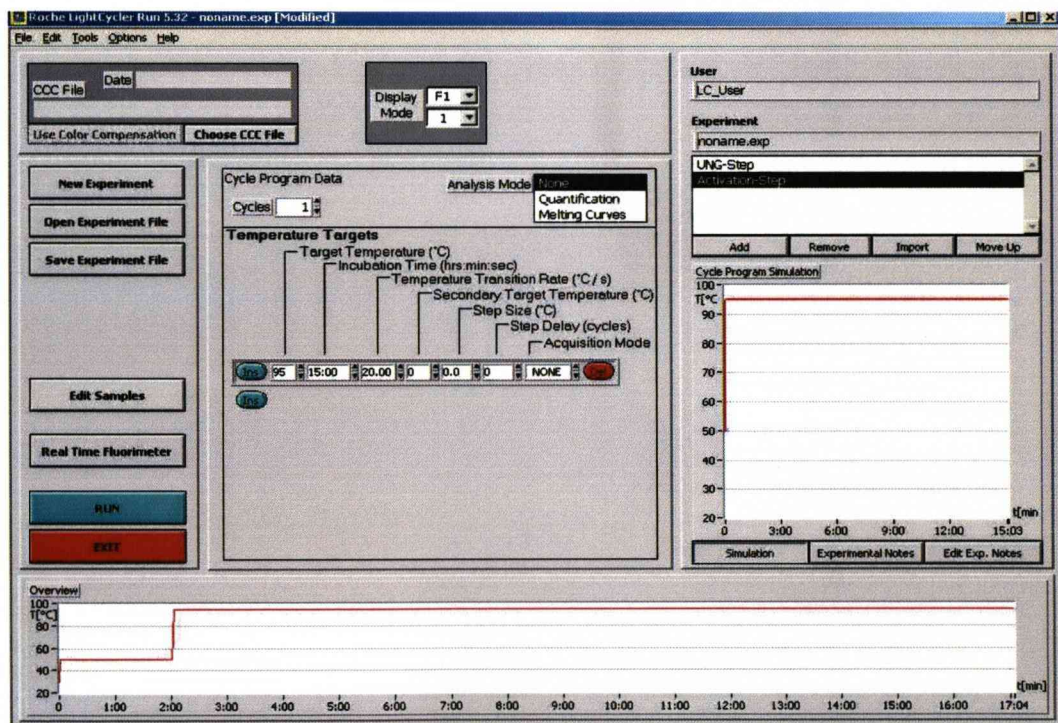 Roche LightCycler Run 5.32 - noname.exp [Modified]
File Edit Tools Options Help
CCC File
Date
Use Color Compensation
Choose CCC File
Display Mode
F1
1
User
LC_User
Experiment
noname.exp
UNG-Step
Activation-Step
Add
Remove
Import
Move Up
New Experiment
Open Experiment File
Save Experiment File
Edit Samples
Real Time Fluorimeter
RUN
EXIT
Cycle Program Data
Analysis Mode
None
Quantification
Melting Curves
Cycles 1
Temperature Targets
Target Temperature (°C)
Incubation Time (hrs:min:sec)
Temperature Transition Rate (°C / s)
Secondary Target Temperature (°C)
Step Size (°C)
Step Delay (cycles)
Acquisition Mode
Ins 95 15:00 20.00 0 0.0 0 NONE Del
Ins
Cycle Program Simulation
T[°C
100
90
80
70
60
50
40
30
20
0 3:00 6:00 9:00 12:00 15:03
t[min
Simulation
Experimental Notes
Edit Exp. Notes
Overview
T[°C]
100
80
60
40
20
0 1:00 2:00 3:00 4:00 5:00 6:00 7:00 8:00 9:00 10:00 11:00 12:00 13:00 14:00 15:00 16:00 17:04
t[min]